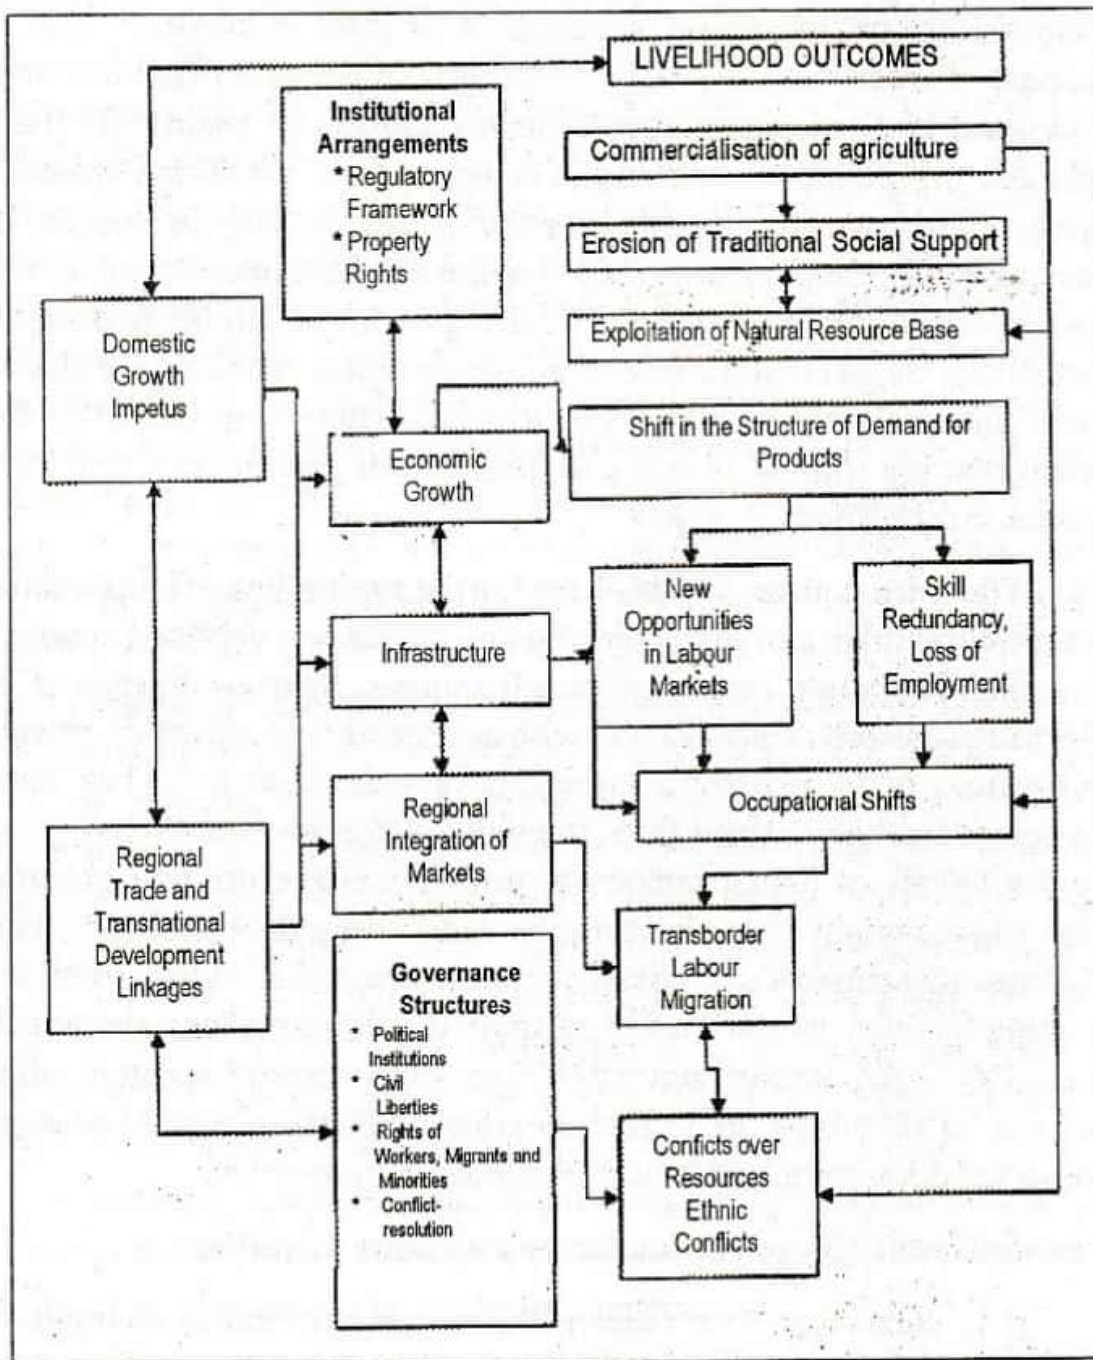 LIVELIHOOD OUTCOMES
Institutional
Arrangements
* Regulatory
Framework
* Property
Rights
Commercialisation of agriculture
Erosion of Traditional Social Support
Exploitation of Natural Resource Base
Domestic
Growth
Impetus
Economic
Growth
Shift in the Structure of Demand for
Products
Infrastructure
New
Opportunities
in Labour
Markets
Skill
Redundancy,
Loss of
Employment
Regional
Integration of
Markets
Occupational Shifts
Regional
Trade and
Transnational
Development
Linkages
Governance
Structures
* Political
Institutions
* Civil
Liberties
* Rights of
Workers, Migrants and
Minorities
* Conflict-
resolution
Transborder
Labour
Migration
Conficts over
Resources
Ethnic
Conflicts